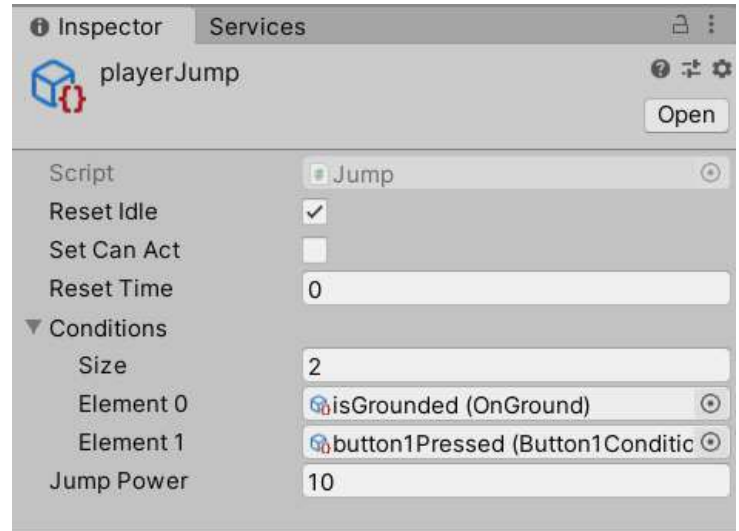 Inspector Services
playerJump
Open
Script Jump
Reset Idle
Set Can Act
Reset Time 0
Conditions
Size 2
Element 0 isGrounded (OnGround)
Element 1 button1Pressed (Button1Conditic
Jump Power 10